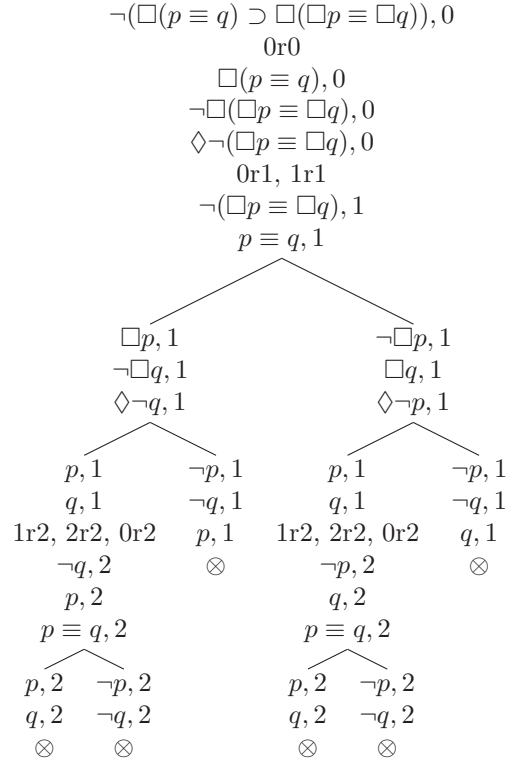 ¬(□(p ≡ q) ⊃ □(□p ≡ □q)), 0
0r0
□(p ≡ q), 0
¬□(□p ≡ □q), 0
◊¬(□p ≡ □q), 0
0r1, 1r1
¬(□p ≡ □q), 1
p ≡ q, 1
□p, 1 ¬□p, 1
¬□q, 1 □q, 1
◊¬q, 1 ◊¬p, 1
p, 1 ¬p, 1 p, 1 ¬p, 1
q, 1 ¬q, 1 q, 1 ¬q, 1
1r2, 2r2, 0r2 p, 1 1r2, 2r2, 0r2 q, 1
¬q, 2 ⊗ ¬p, 2 ⊗
p, 2 q, 2
p ≡ q, 2 p ≡ q, 2
p, 2 ¬p, 2 p, 2 ¬p, 2
q, 2 ¬q, 2 q, 2 ¬q, 2
⊗ ⊗ ⊗ ⊗